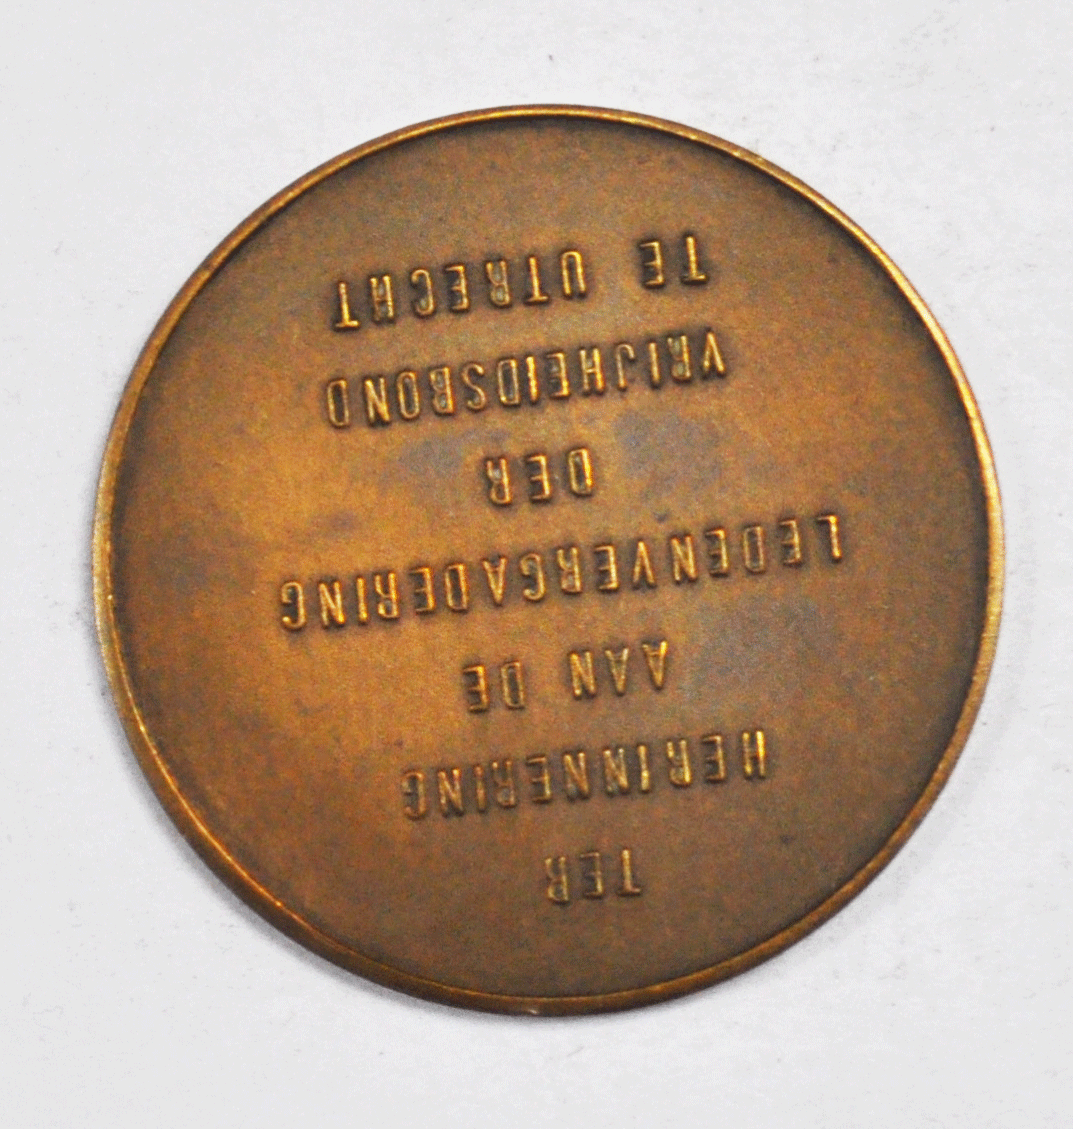 TER
HERINNERING
AAN DE
LEDENVERGADERING
DER
VRIJHEIDSBOND
TE UTRECHT